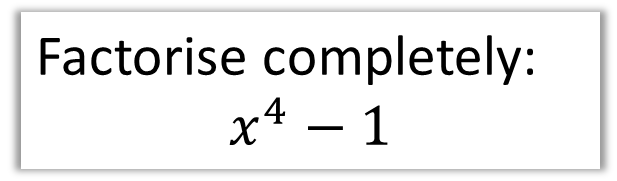 Factorise completely:
𝑥⁴ − 1